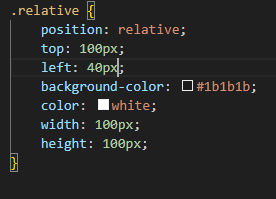 .relative {
    position: relative;
    top: 100px;
    left: 40px;
    background-color: #1b1b1b;
    color: white;
    width: 100px;
    height: 100px;
}